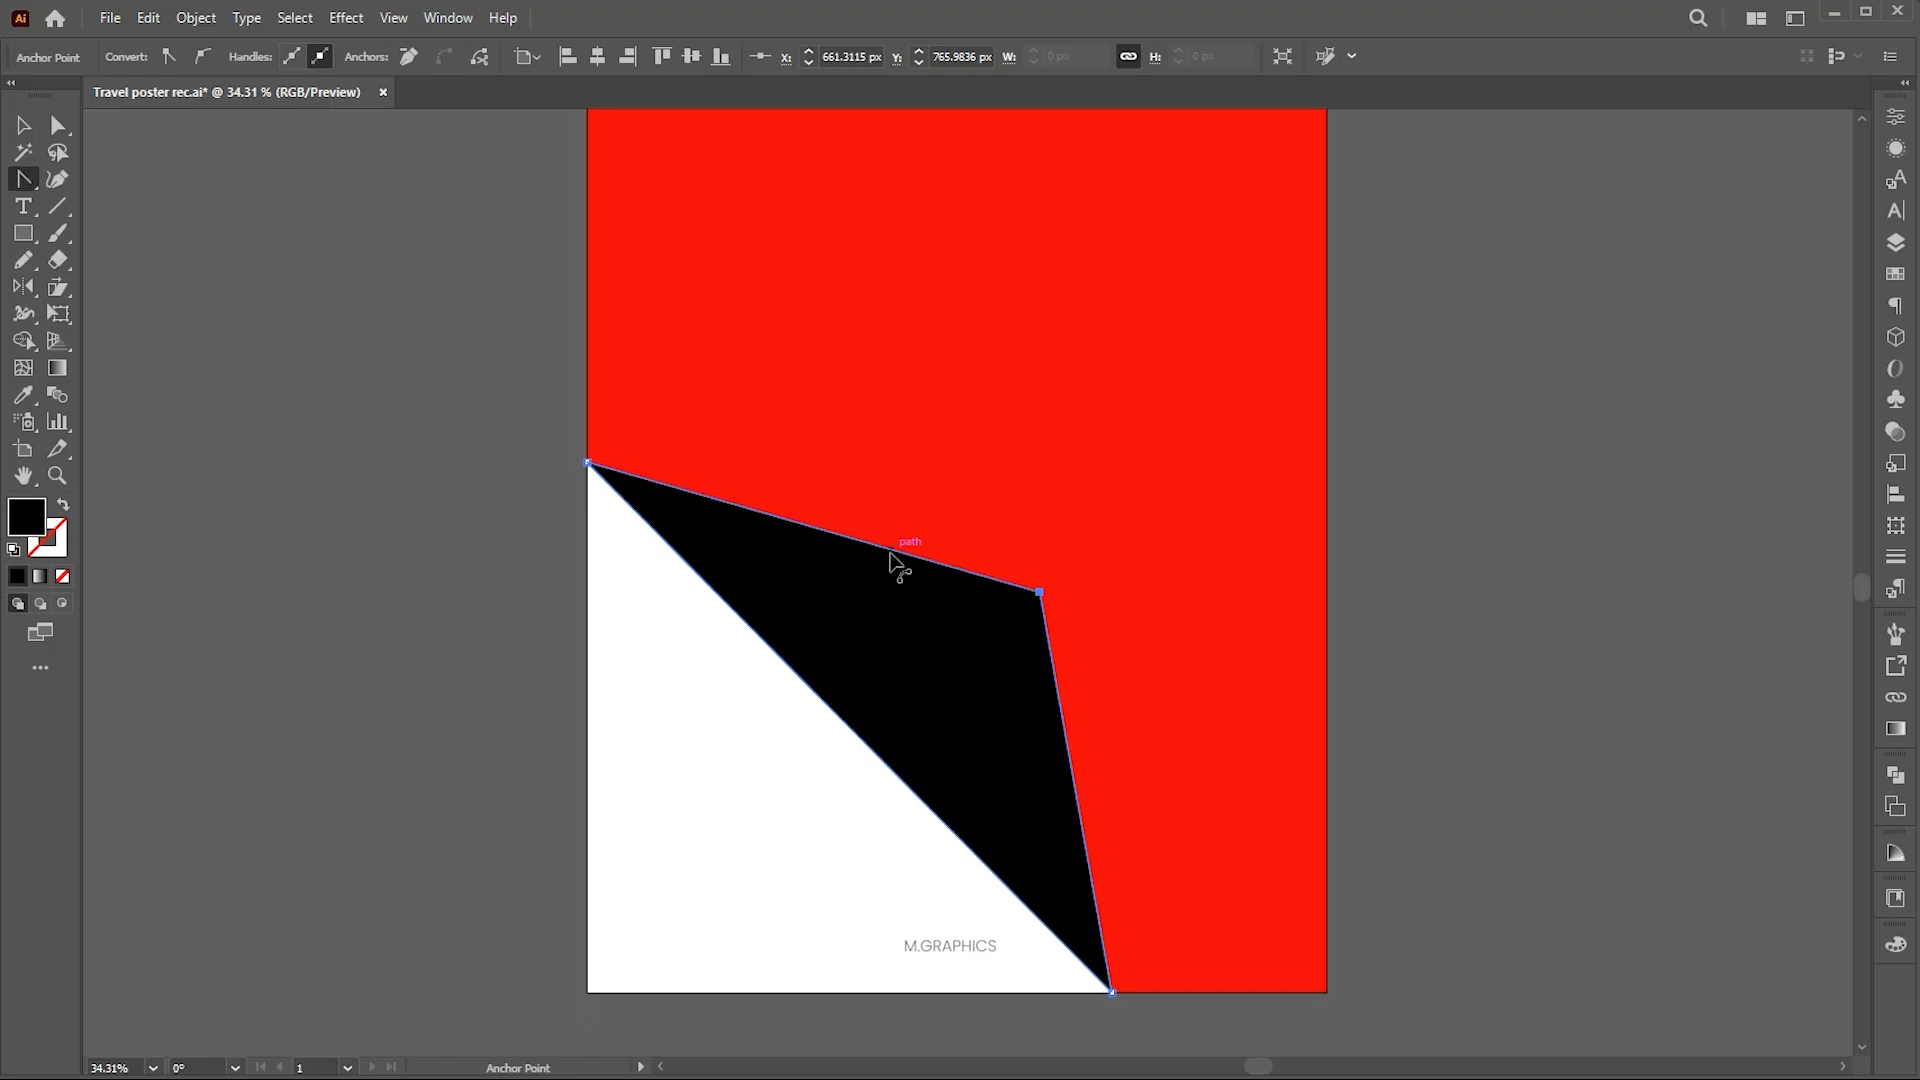 Ai File Edit Object Type Select Effect View Window Help
Anchor Point Convert: Handles: Anchors: X: 661.3115 px Y: 765.9836 px W: 0 px H: 0 px
Travel poster rec.ai* @ 34.31 % (RGB/Preview)
path
M.GRAPHICS
34.31% 0° 1 Anchor Point